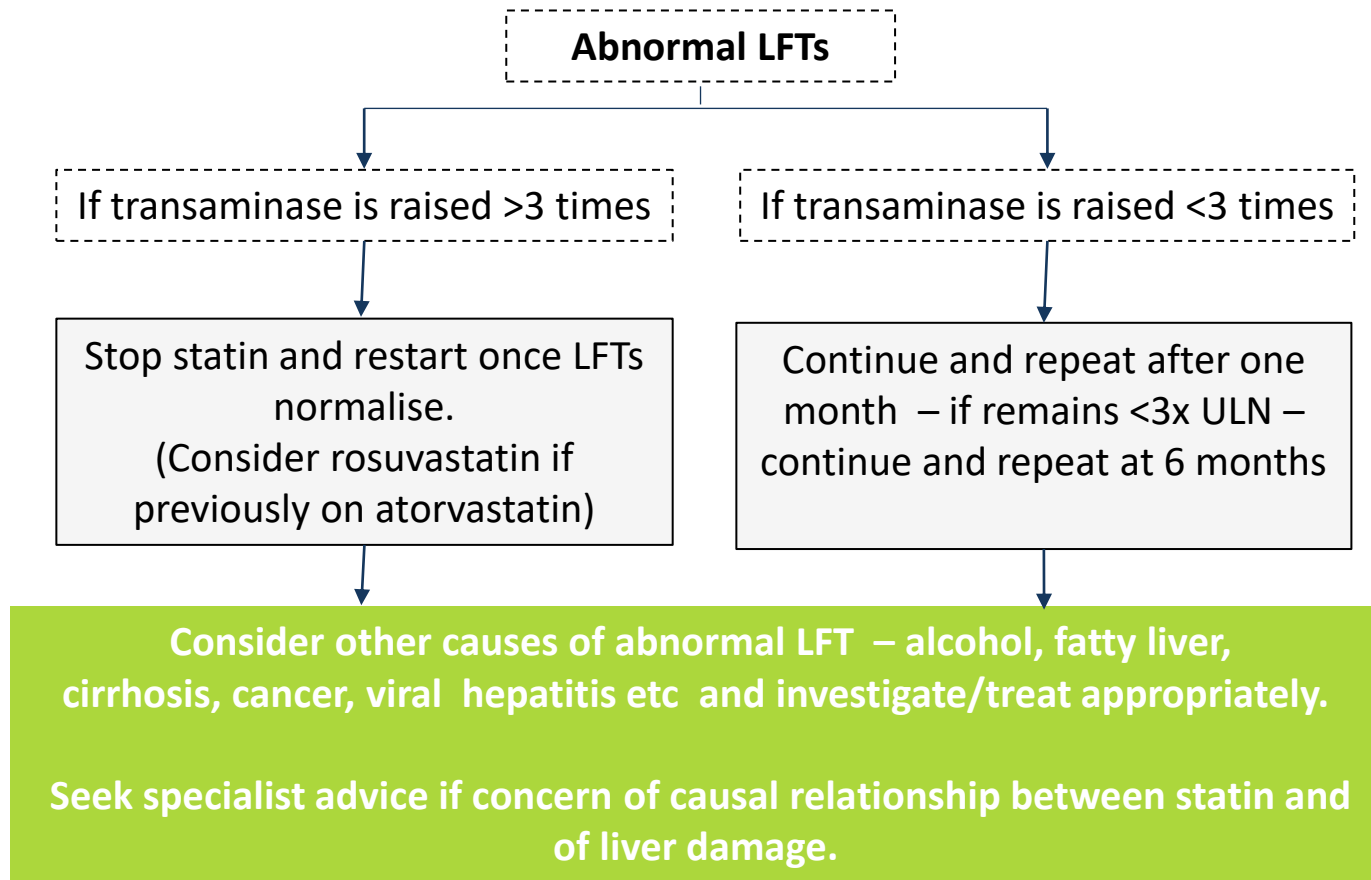 Abnormal LFTs
If transaminase is raised >3 times
If transaminase is raised <3 times
Stop statin and restart once LFTs
normalise.
(Consider rosuvastatin if
previously on atorvastatin)
Continue and repeat after one
month – if remains <3x ULN –
continue and repeat at 6 months
Consider other causes of abnormal LFT – alcohol, fatty liver,
cirrhosis, cancer, viral hepatitis etc and investigate/treat appropriately.
Seek specialist advice if concern of causal relationship between statin and
of liver damage.